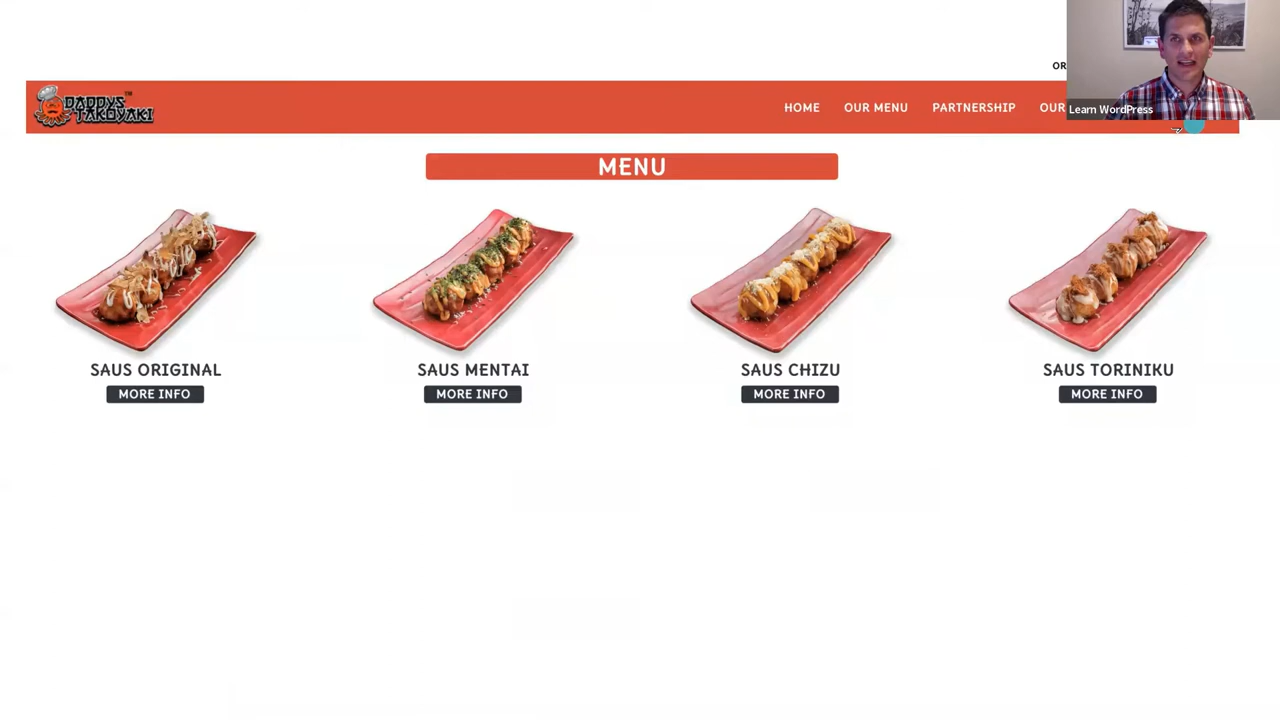 OR
DADDYS TAKOYAKI™
HOME OUR MENU PARTNERSHIP OUR
Learn WordPress
MENU
SAUS ORIGINAL SAUS MENTAI SAUS CHIZU SAUS TORINIKU
MORE INFO MORE INFO MORE INFO MORE INFO